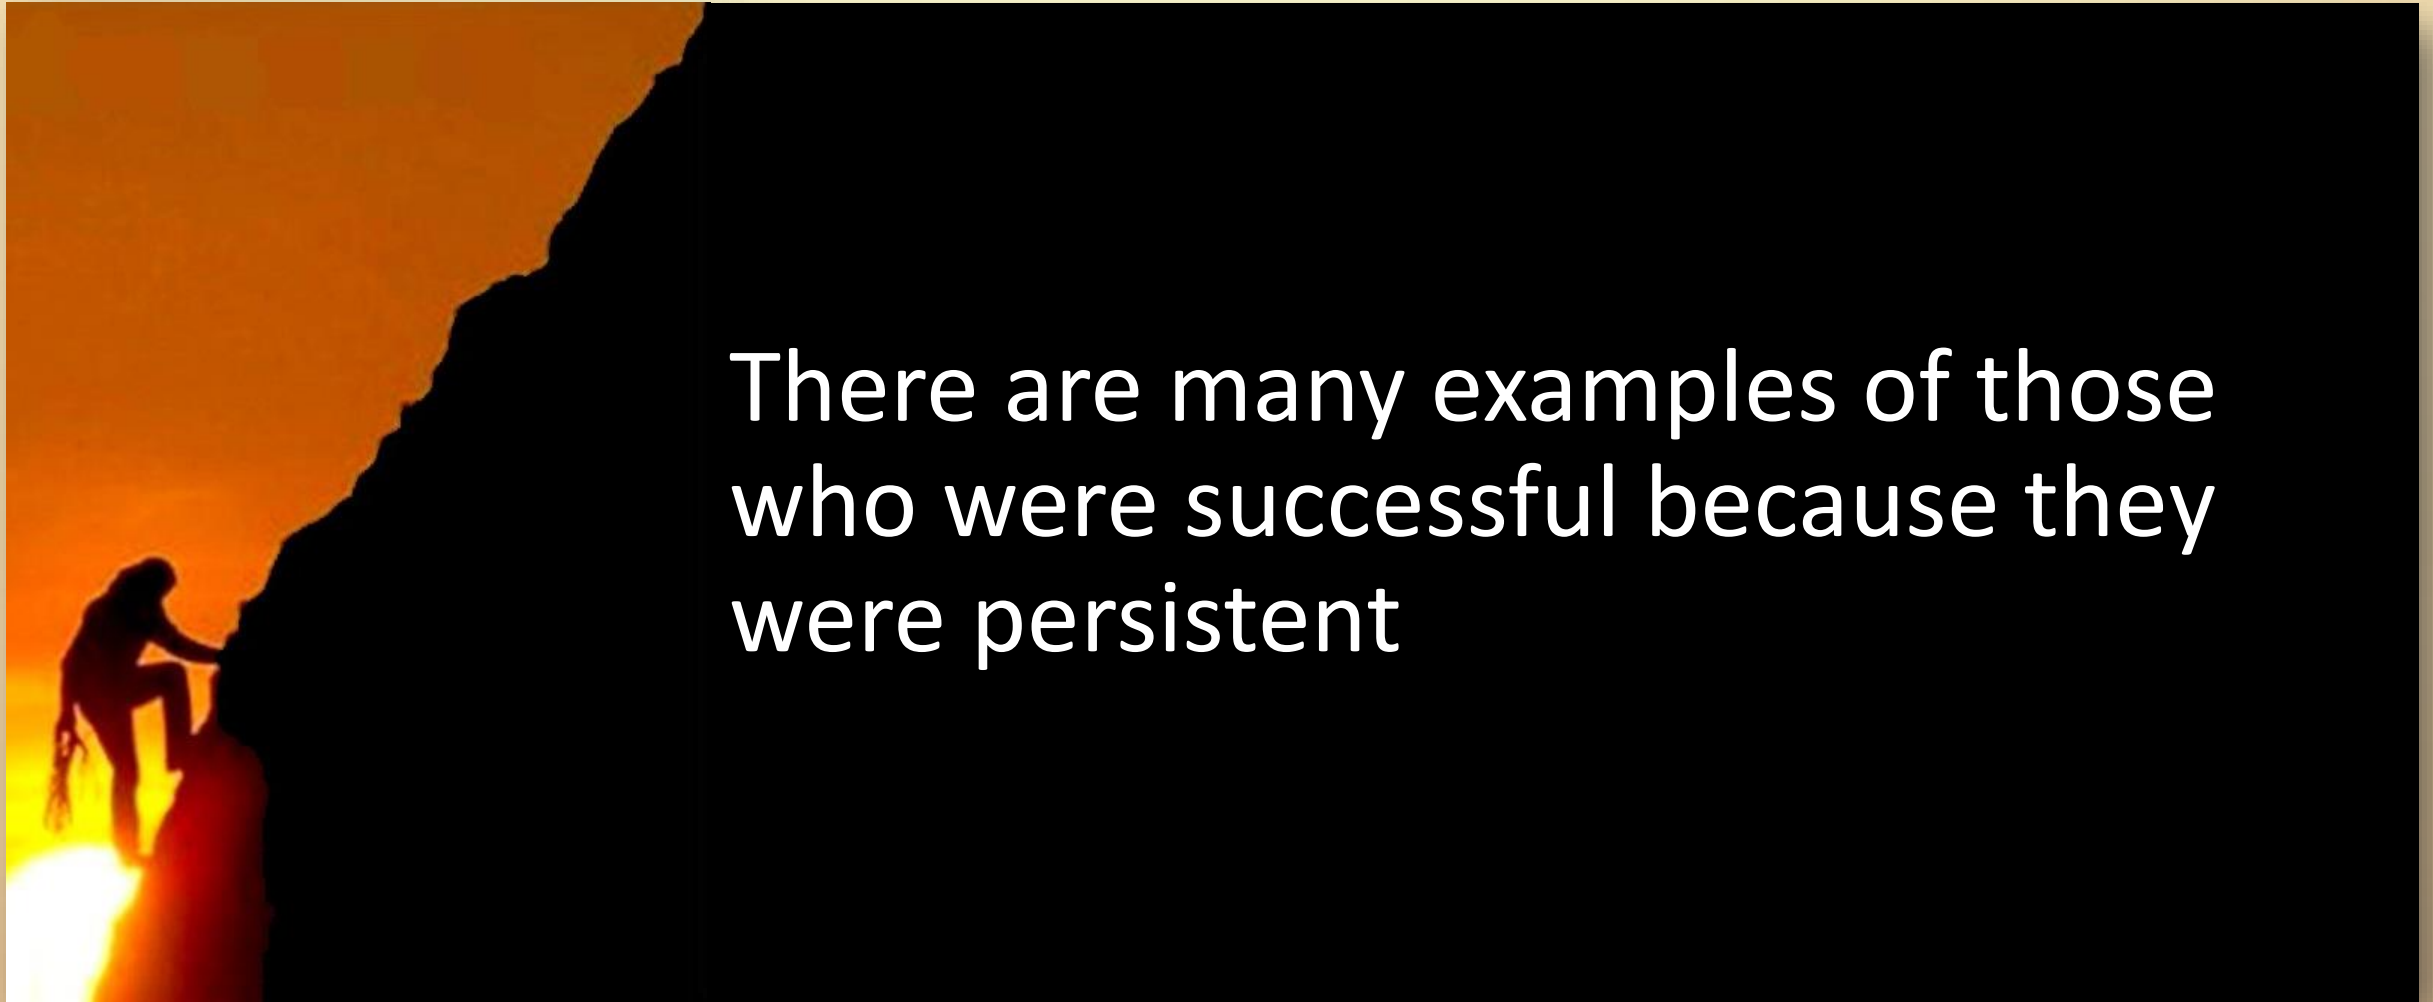 There are many examples of those
who were successful because they
were persistent